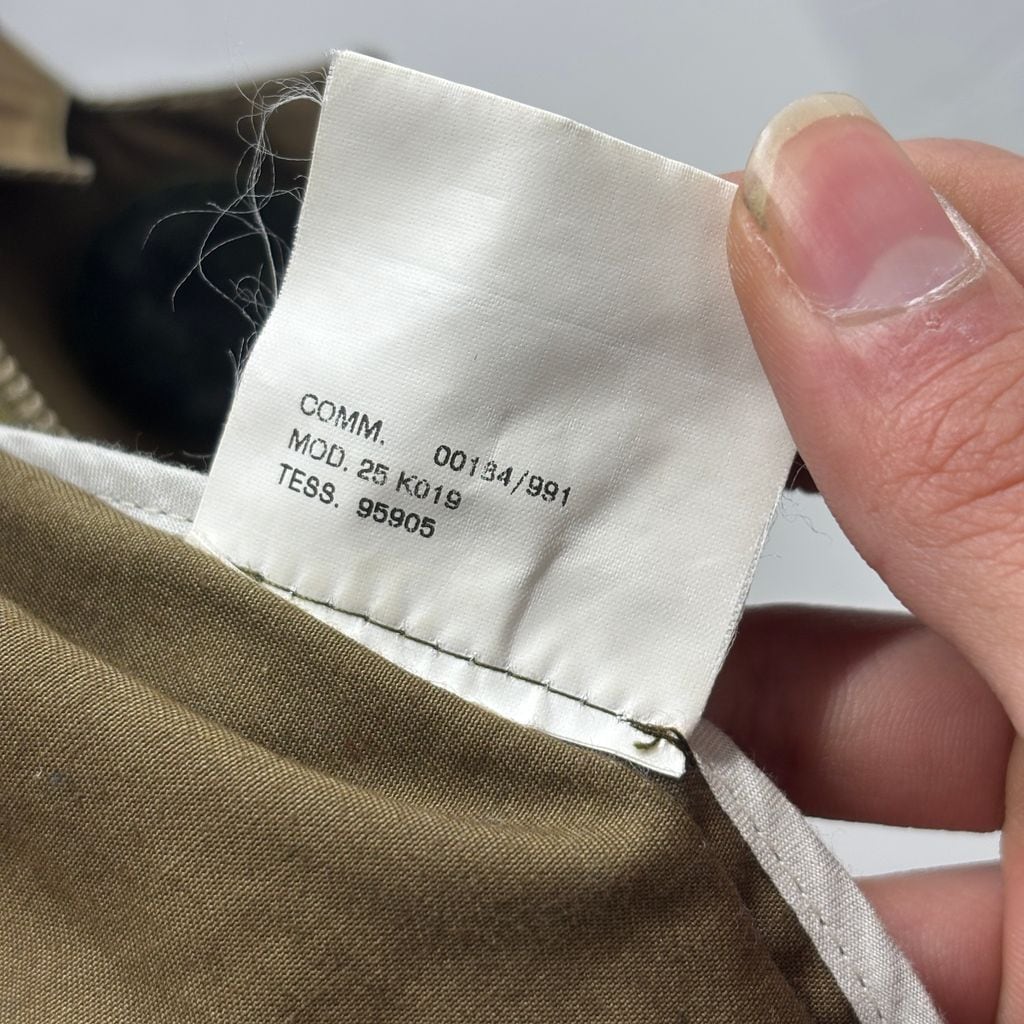 COMM. 00184/991
MOD. 25 K019
TESS. 95905